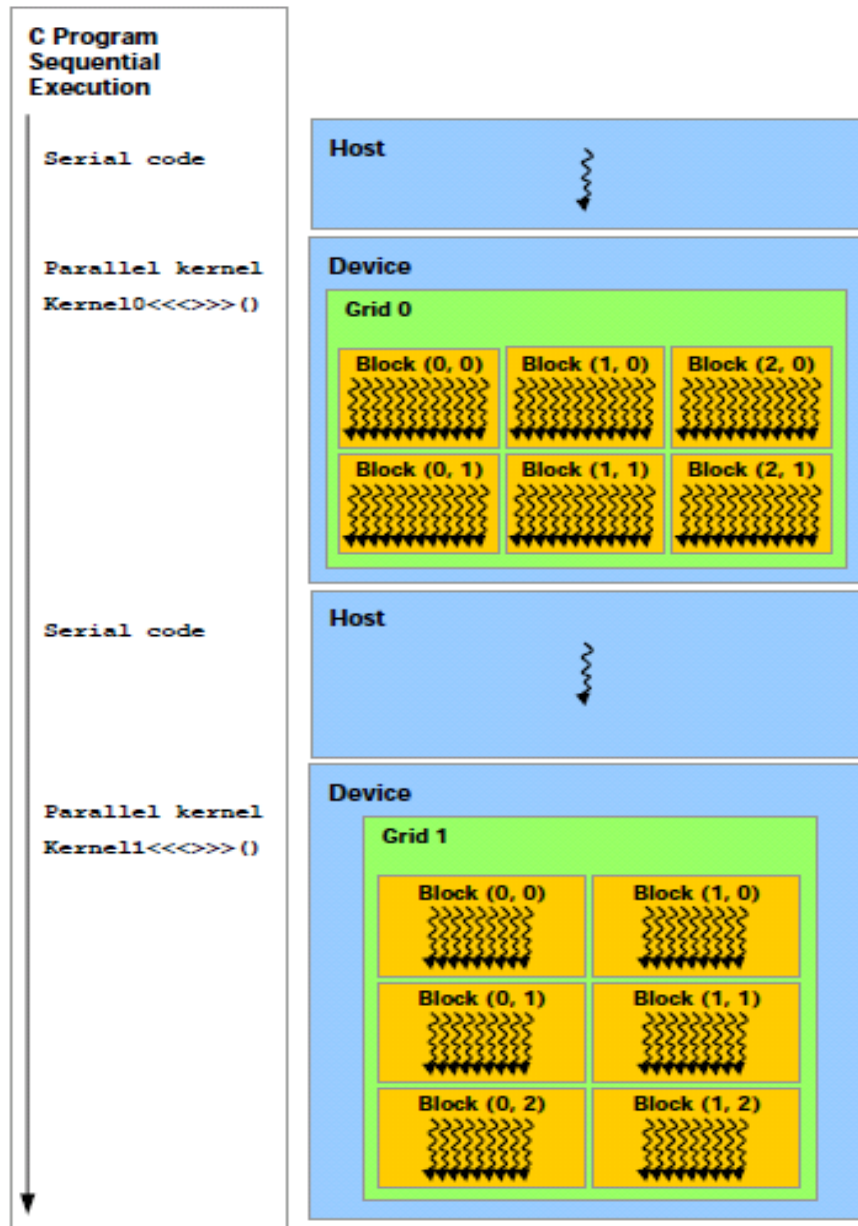 C Program
Sequential
Execution
Serial code
Host
Parallel kernel
Kernel0<<<>>>()
Device
Grid 0
Block (0, 0) Block (1, 0) Block (2, 0)
Block (0, 1) Block (1, 1) Block (2, 1)
Serial code
Host
Parallel kernel
Kernel1<<<>>>()
Device
Grid 1
Block (0, 0) Block (1, 0)
Block (0, 1) Block (1, 1)
Block (0, 2) Block (1, 2)